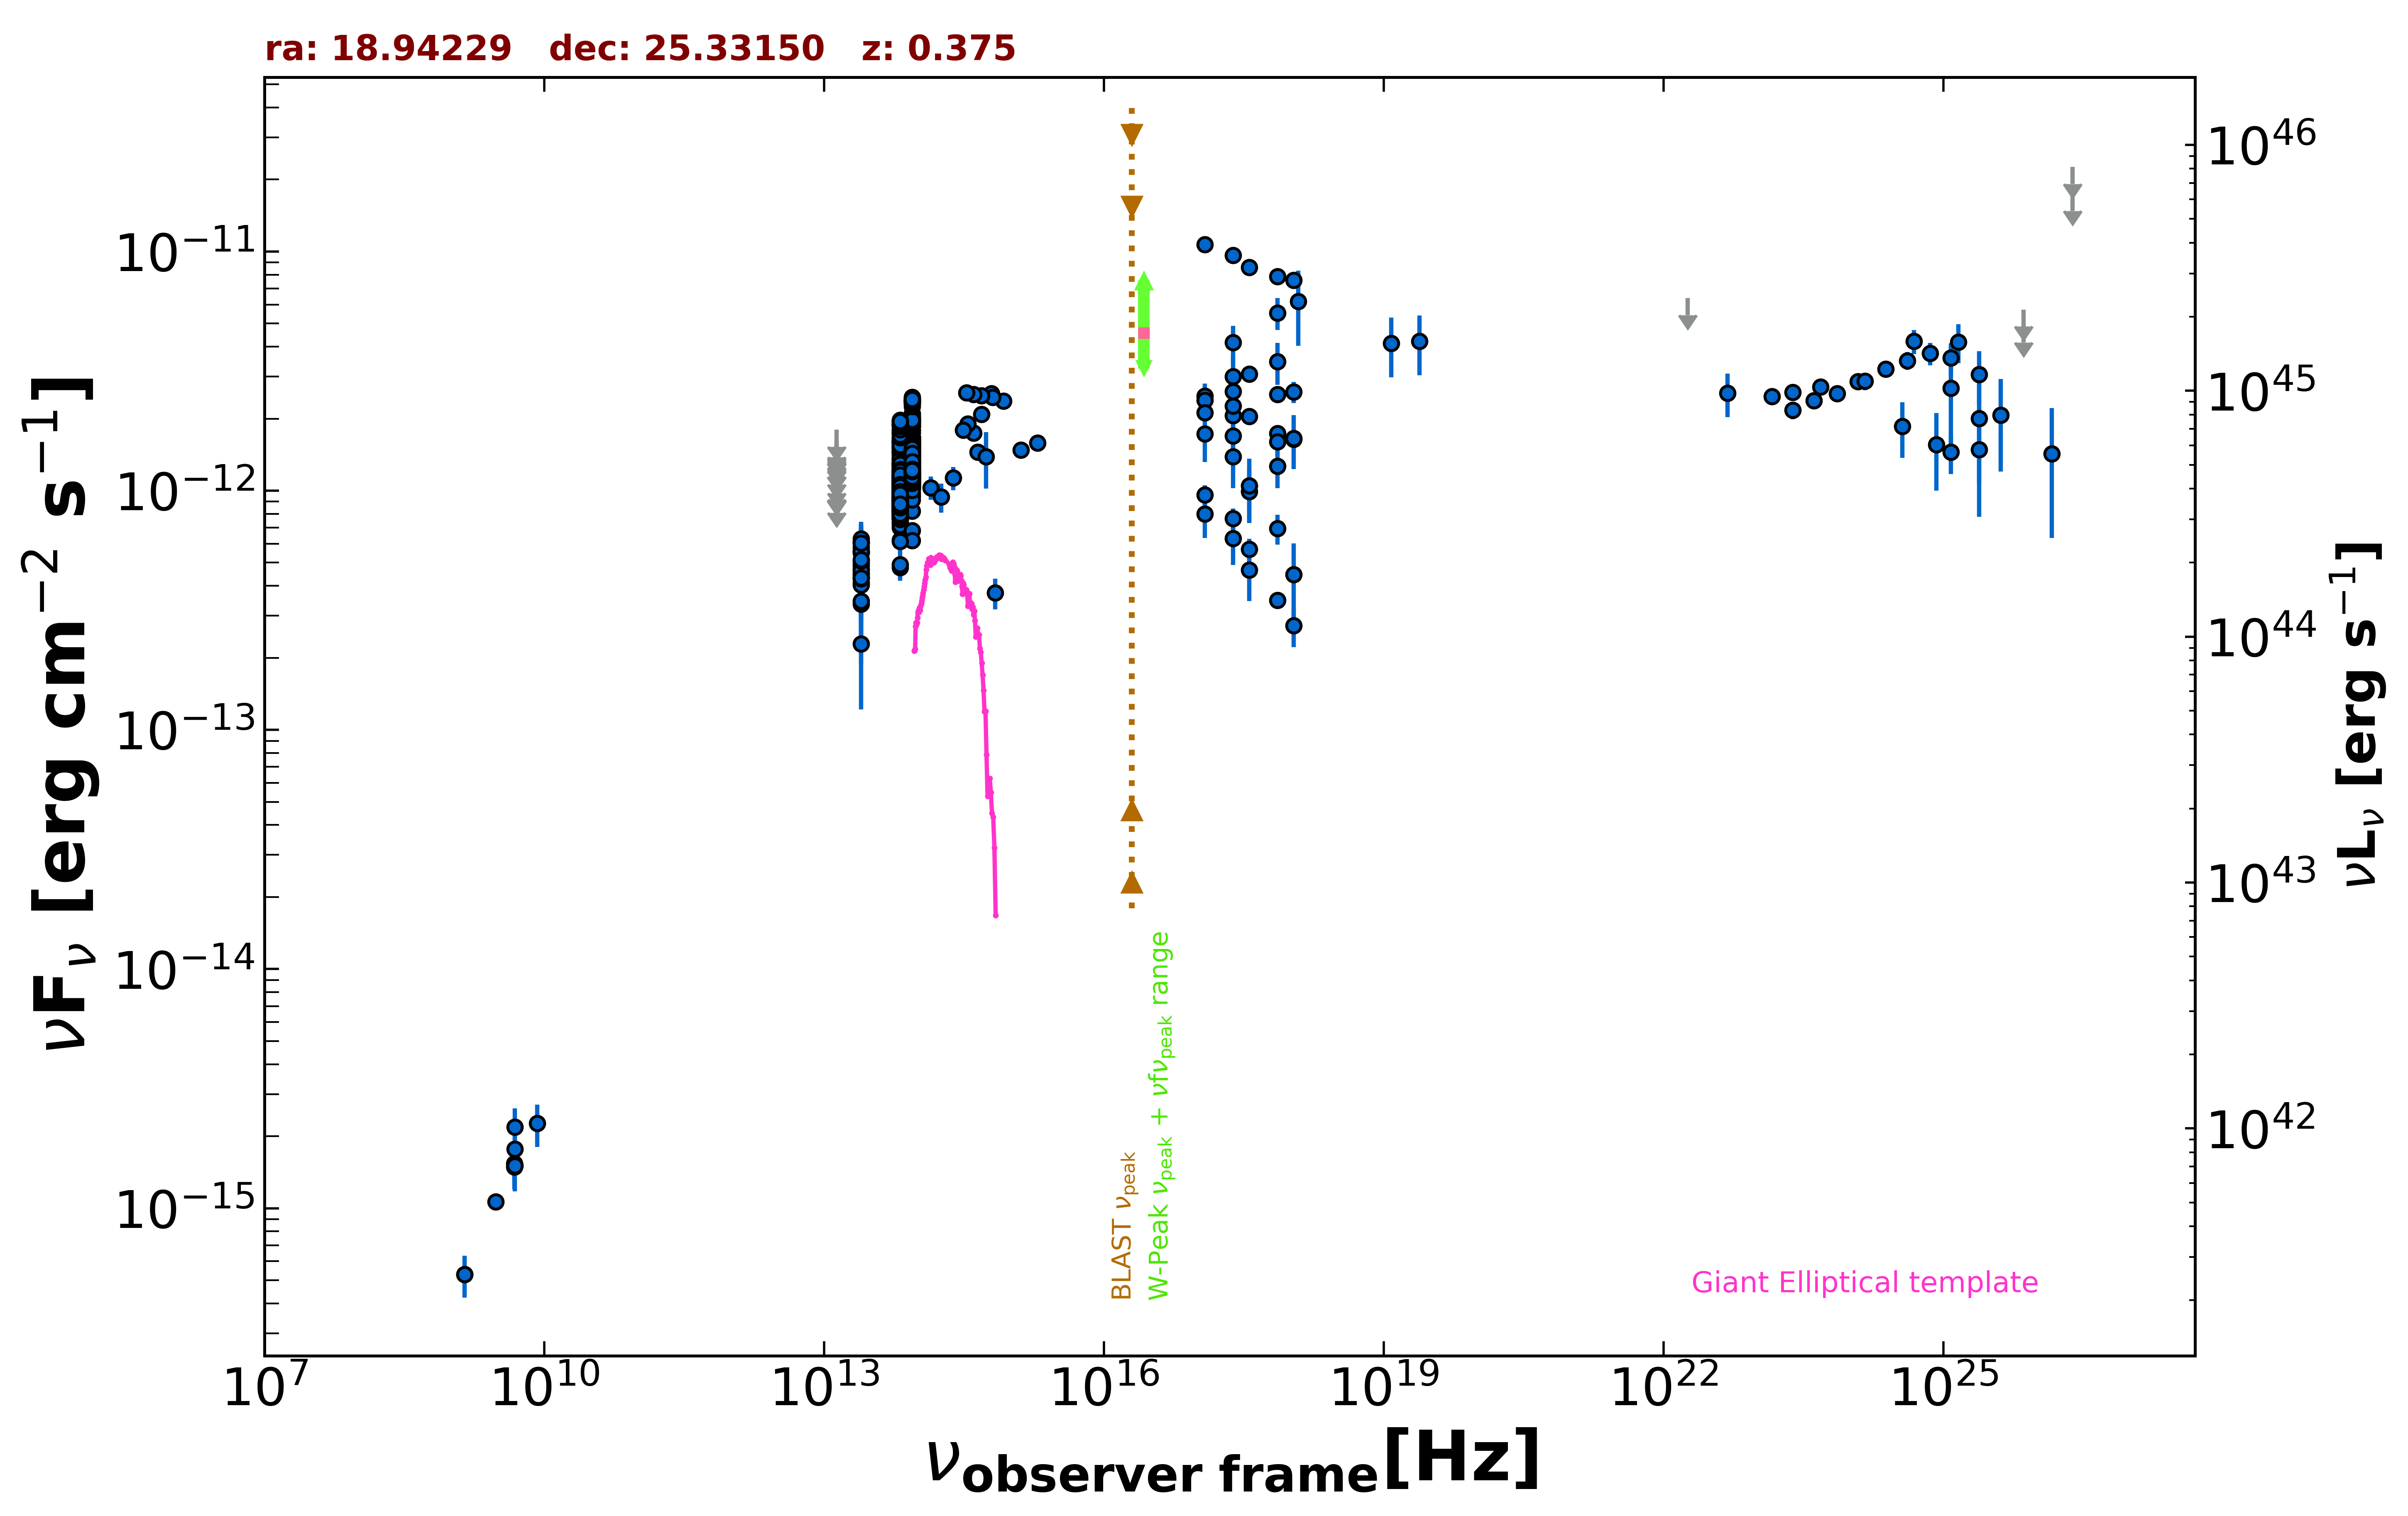 ra: 18.94229 dec: 25.33150 z: 0.375
νFν [erg cm⁻² s⁻¹]
10⁻¹¹
10⁻¹²
10⁻¹³
10⁻¹⁴
10⁻¹⁵
10⁴⁶
10⁴⁵
10⁴⁴
10⁴³
10⁴²
νLν [erg s⁻¹]
BLAST νpeak
W-Peak νpeak + νfνpeak range
Giant Elliptical template
10⁷ 10¹⁰ 10¹³ 10¹⁶ 10¹⁹ 10²² 10²⁵
νobserver frame[Hz]